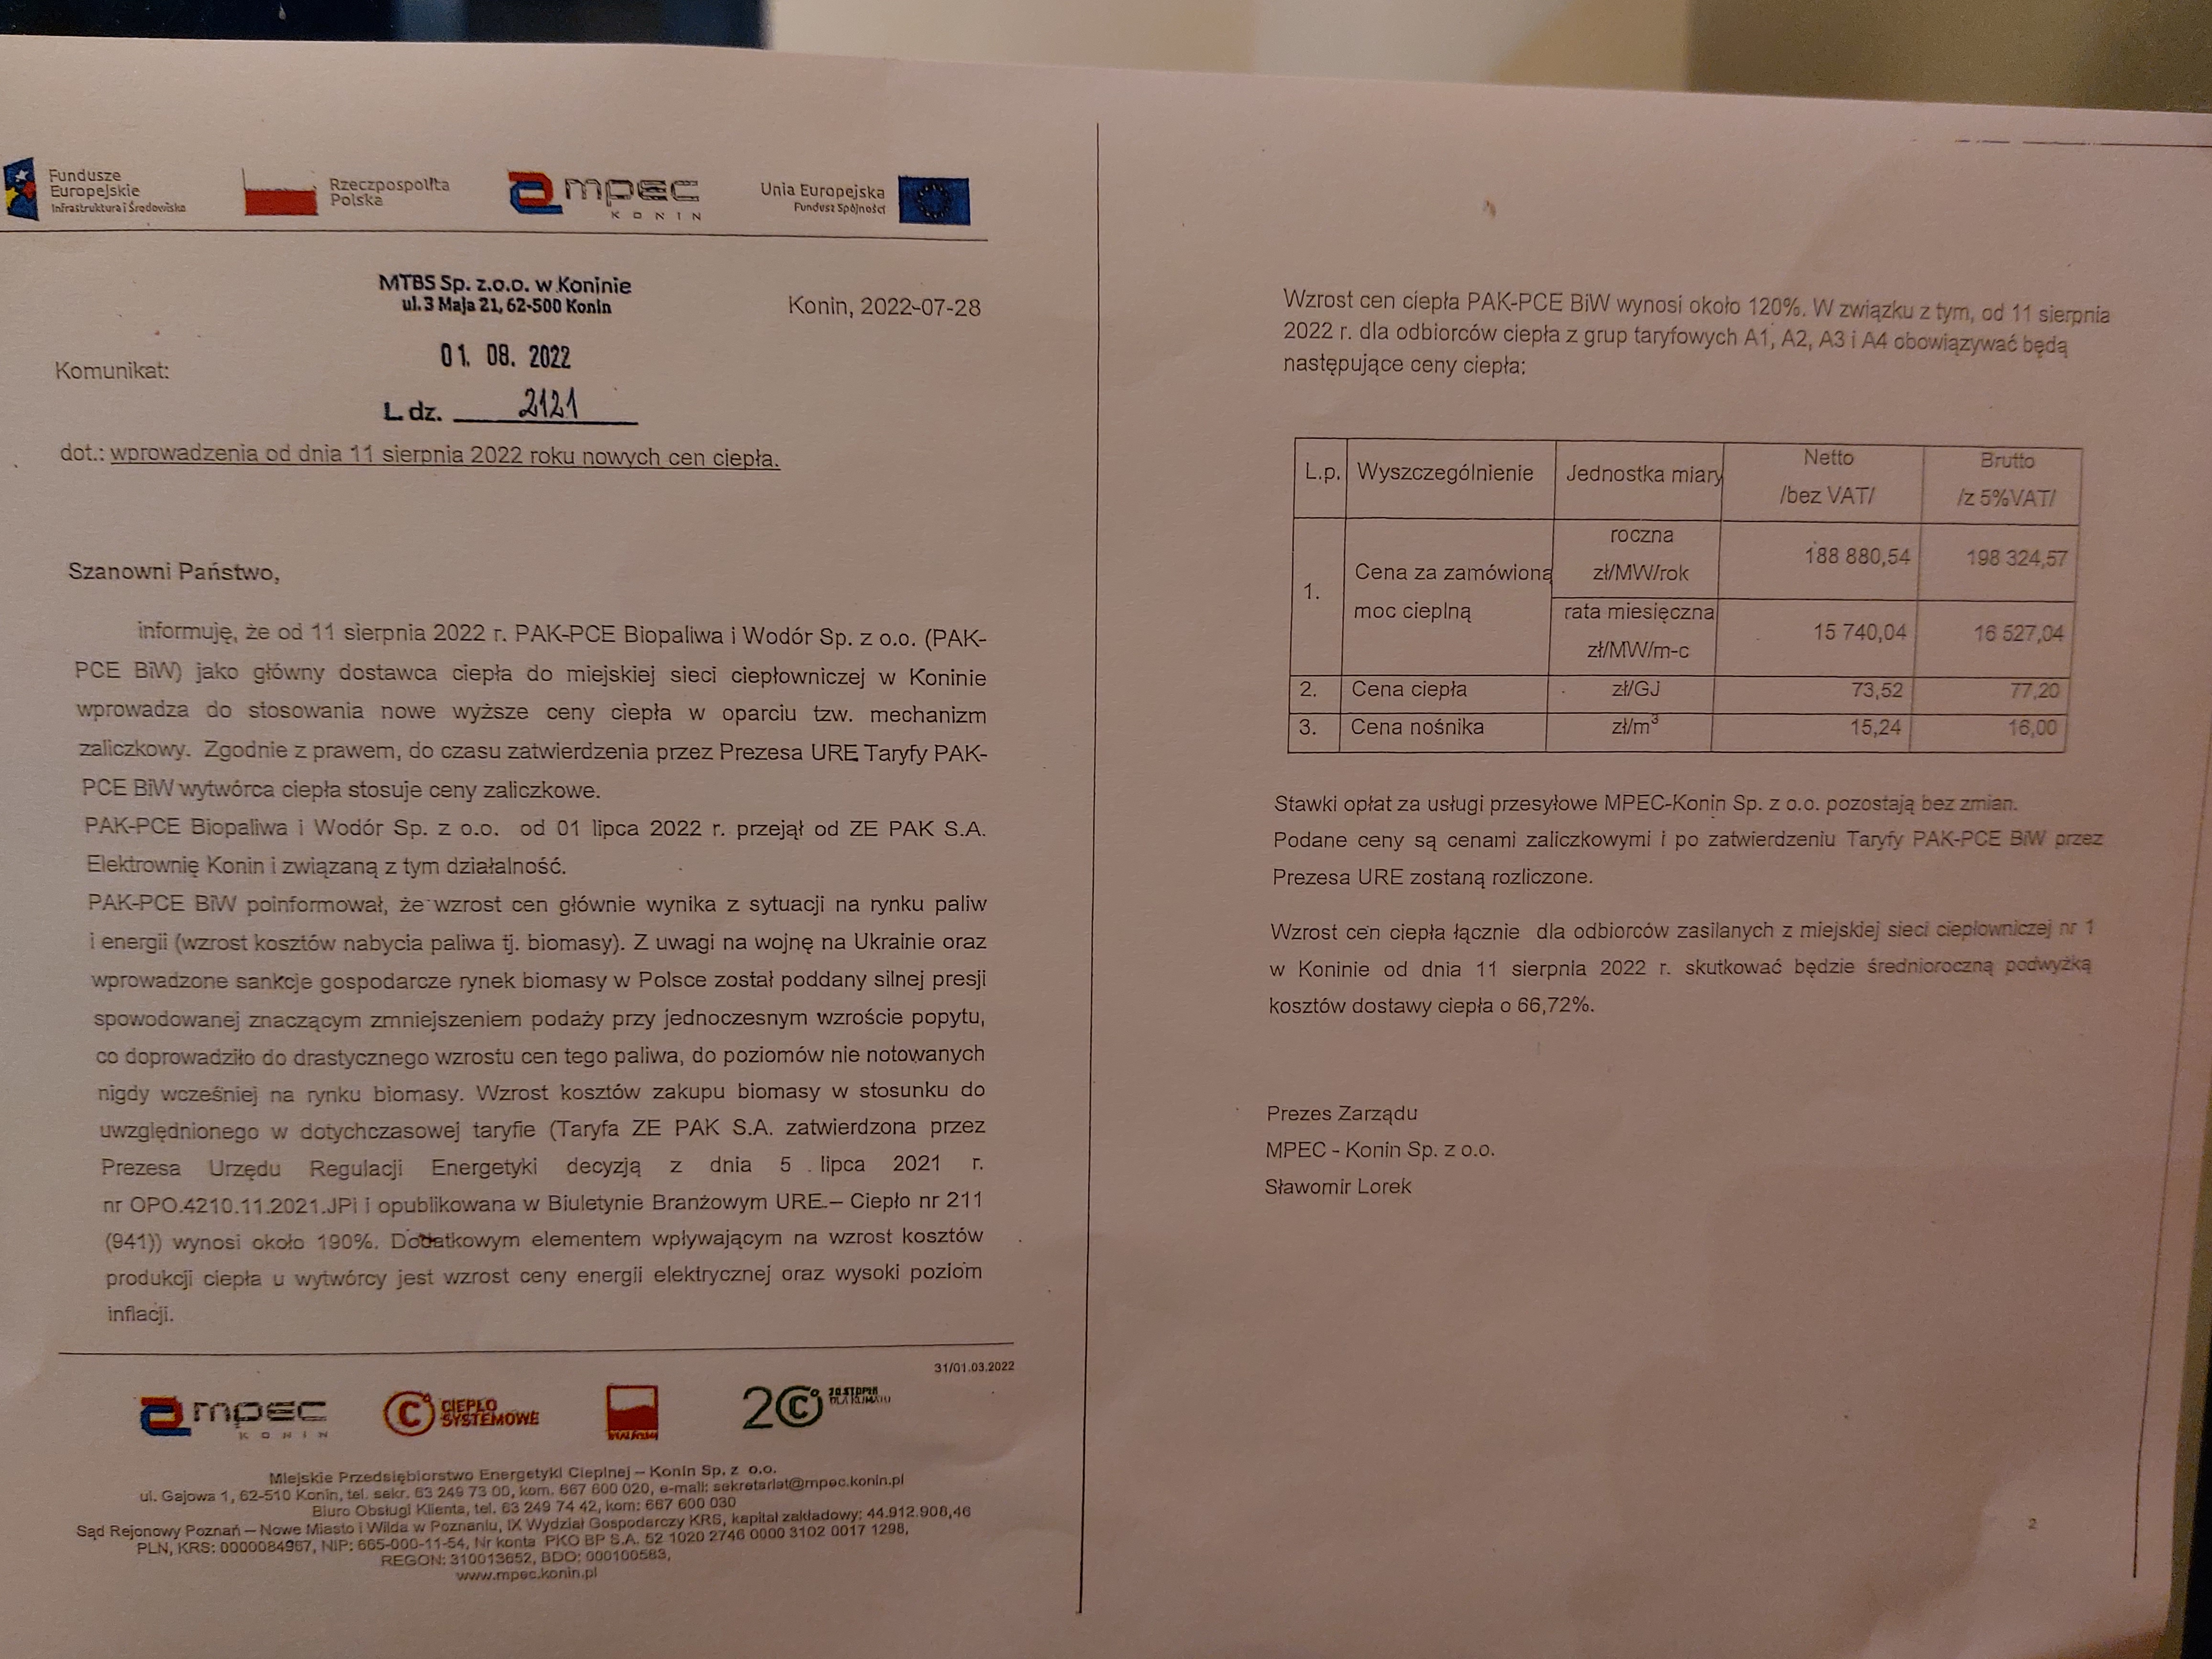 Fundusze
Europejskie
Infrastruktura i Środowisko
Rzeczpospolita
Polska
mpec
KONIN
Unia Europejska
Fundusz Spójności
MTBS Sp. z.o.o. w Koninie
ul. 3 Maja 21, 62-500 Konin
Konin, 2022-07-28
01. 08. 2022
Komunikat:
L. dz. 2121
dot.: wprowadzenia od dnia 11 sierpnia 2022 roku nowych cen ciepła.
Szanowni Państwo,
informuję, że od 11 sierpnia 2022 r. PAK-PCE Biopaliwa i Wodór Sp. z o.o. (PAK-
PCE BiW) jako główny dostawca ciepła do miejskiej sieci ciepłowniczej w Koninie
wprowadza do stosowania nowe wyższe ceny ciepła w oparciu tzw. mechanizm
zaliczkowy. Zgodnie z prawem, do czasu zatwierdzenia przez Prezesa URE Taryfy PAK-
PCE BiW wytwórca ciepła stosuje ceny zaliczkowe.
PAK-PCE Biopaliwa i Wodór Sp. z o.o. od 01 lipca 2022 r. przejął od ZE PAK S.A.
Elektrownię Konin i związaną z tym działalność.
PAK-PCE BiW poinformował, że wzrost cen głównie wynika z sytuacji na rynku paliw
i energii (wzrost kosztów nabycia paliwa tj. biomasy). Z uwagi na wojnę na Ukrainie oraz
wprowadzone sankcje gospodarcze rynek biomasy w Polsce został poddany silnej presji
spowodowanej znaczącym zmniejszeniem podaży przy jednoczesnym wzroście popytu,
co doprowadziło do drastycznego wzrostu cen tego paliwa, do poziomów nie notowanych
nigdy wcześniej na rynku biomasy. Wzrost kosztów zakupu biomasy w stosunku do
uwzględnionego w dotychczasowej taryfie (Taryfa ZE PAK S.A. zatwierdzona przez
Prezesa Urzędu Regulacji Energetyki decyzją z dnia 5 lipca 2021 r.
nr OPO.4210.11.2021.JPi i opublikowana w Biuletynie Branżowym URE – Ciepło nr 211
(941)) wynosi około 190%. Dodatkowym elementem wpływającym na wzrost kosztów
produkcji ciepła u wytwórcy jest wzrost ceny energii elektrycznej oraz wysoki poziom
inflacji.
31/01.03.2022
mpec
KONIN
CIEPŁO
SYSTEMOWE
20
20 STOPNI
DLA KLIMATU
Miejskie Przedsiębiorstwo Energetyki Cieplnej – Konin Sp. z o.o.
ul. Gajowa 1, 62-510 Konin, tel. sekr. 63 249 73 00, kom. 667 600 020, e-mail: sekretariat@mpec.konin.pl
Biuro Obsługi Klienta, tel. 63 249 74 42, kom: 667 600 030
Sąd Rejonowy Poznań – Nowe Miasto i Wilda w Poznaniu, IX Wydział Gospodarczy KRS, kapitał zakładowy: 44.912.908,46
PLN, KRS: 0000084967, NIP: 665-000-11-54, Nr konta PKO BP S.A. 52 1020 2746 0000 3102 0017 1298,
REGON: 310013652, BDO: 000100583,
www.mpec.konin.pl
Wzrost cen ciepła PAK-PCE BiW wynosi około 120%. W związku z tym, od 11 sierpnia
2022 r. dla odbiorców ciepła z grup taryfowych A1, A2, A3 i A4 obowiązywać będą
następujące ceny ciepła:
L.p. Wyszczególnienie Jednostka miary Netto /bez VAT/ Brutto /z 5%VAT/
1. Cena za zamówioną moc cieplną roczna zł/MW/rok 188 880,54 198 324,57
rata miesięczna zł/MW/m-c 15 740,04 16 527,04
2. Cena ciepła zł/GJ 73,52 77,20
3. Cena nośnika zł/m³ 15,24 16,00
Stawki opłat za usługi przesyłowe MPEC-Konin Sp. z o.o. pozostają bez zmian.
Podane ceny są cenami zaliczkowymi i po zatwierdzeniu Taryfy PAK-PCE BiW przez
Prezesa URE zostaną rozliczone.
Wzrost cen ciepła łącznie dla odbiorców zasilanych z miejskiej sieci ciepłowniczej nr 1
w Koninie od dnia 11 sierpnia 2022 r. skutkować będzie średnioroczną podwyżką
kosztów dostawy ciepła o 66,72%.
Prezes Zarządu
MPEC - Konin Sp. z o.o.
Sławomir Lorek
2